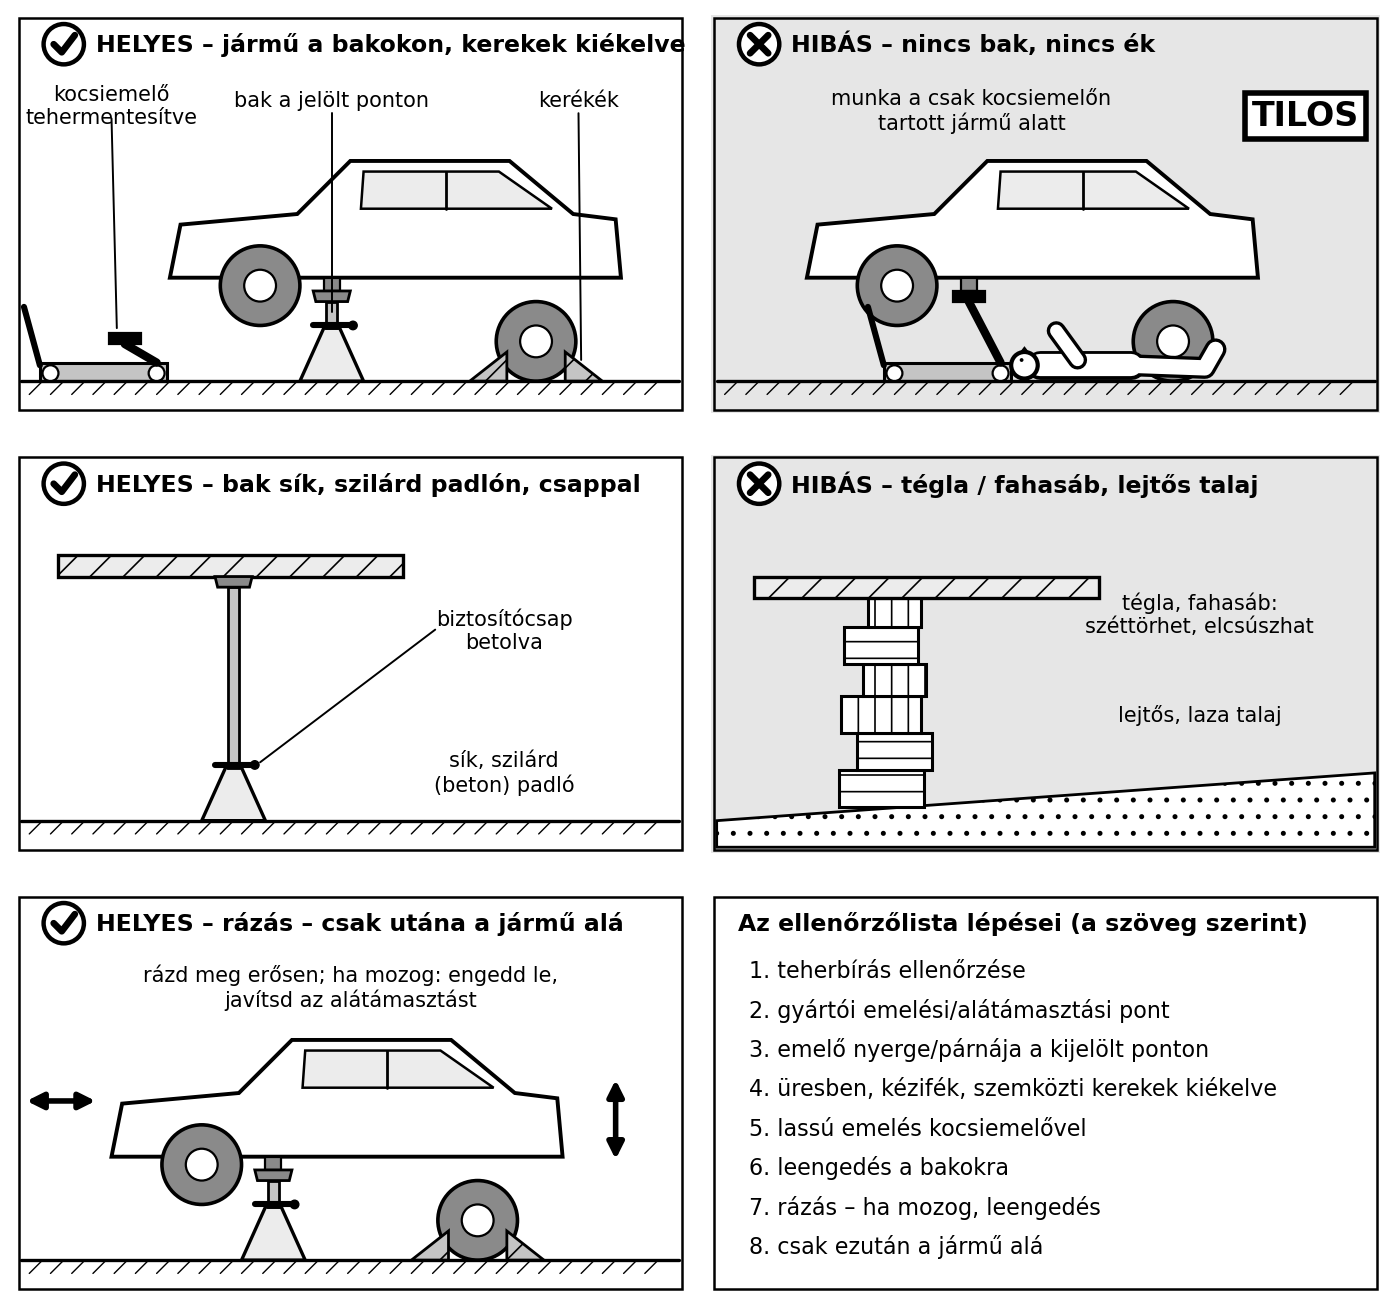 HELYES – jármű a bakokon, kerekek kiékelve
kocsiemelő
tehermentesítve
bak a jelölt ponton
kerékék
HIBÁS – nincs bak, nincs ék
munka a csak kocsiemelőn
tartott jármű alatt
TILOS
HELYES – bak sík, szilárd padlón, csappal
biztosítócsap
betolva
sík, szilárd
(beton) padló
HIBÁS – tégla / fahasáb, lejtős talaj
tégla, fahasáb:
széttörhet, elcsúszhat
lejtős, laza talaj
HELYES – rázás – csak utána a jármű alá
rázd meg erősen; ha mozog: engedd le,
javítsd az alátámasztást
Az ellenőrzőlista lépései (a szöveg szerint)
1. teherbírás ellenőrzése
2. gyártói emelési/alátámasztási pont
3. emelő nyerge/párnája a kijelölt ponton
4. üresben, kézifék, szemközti kerekek kiékelve
5. lassú emelés kocsiemelővel
6. leengedés a bakokra
7. rázás – ha mozog, leengedés
8. csak ezután a jármű alá